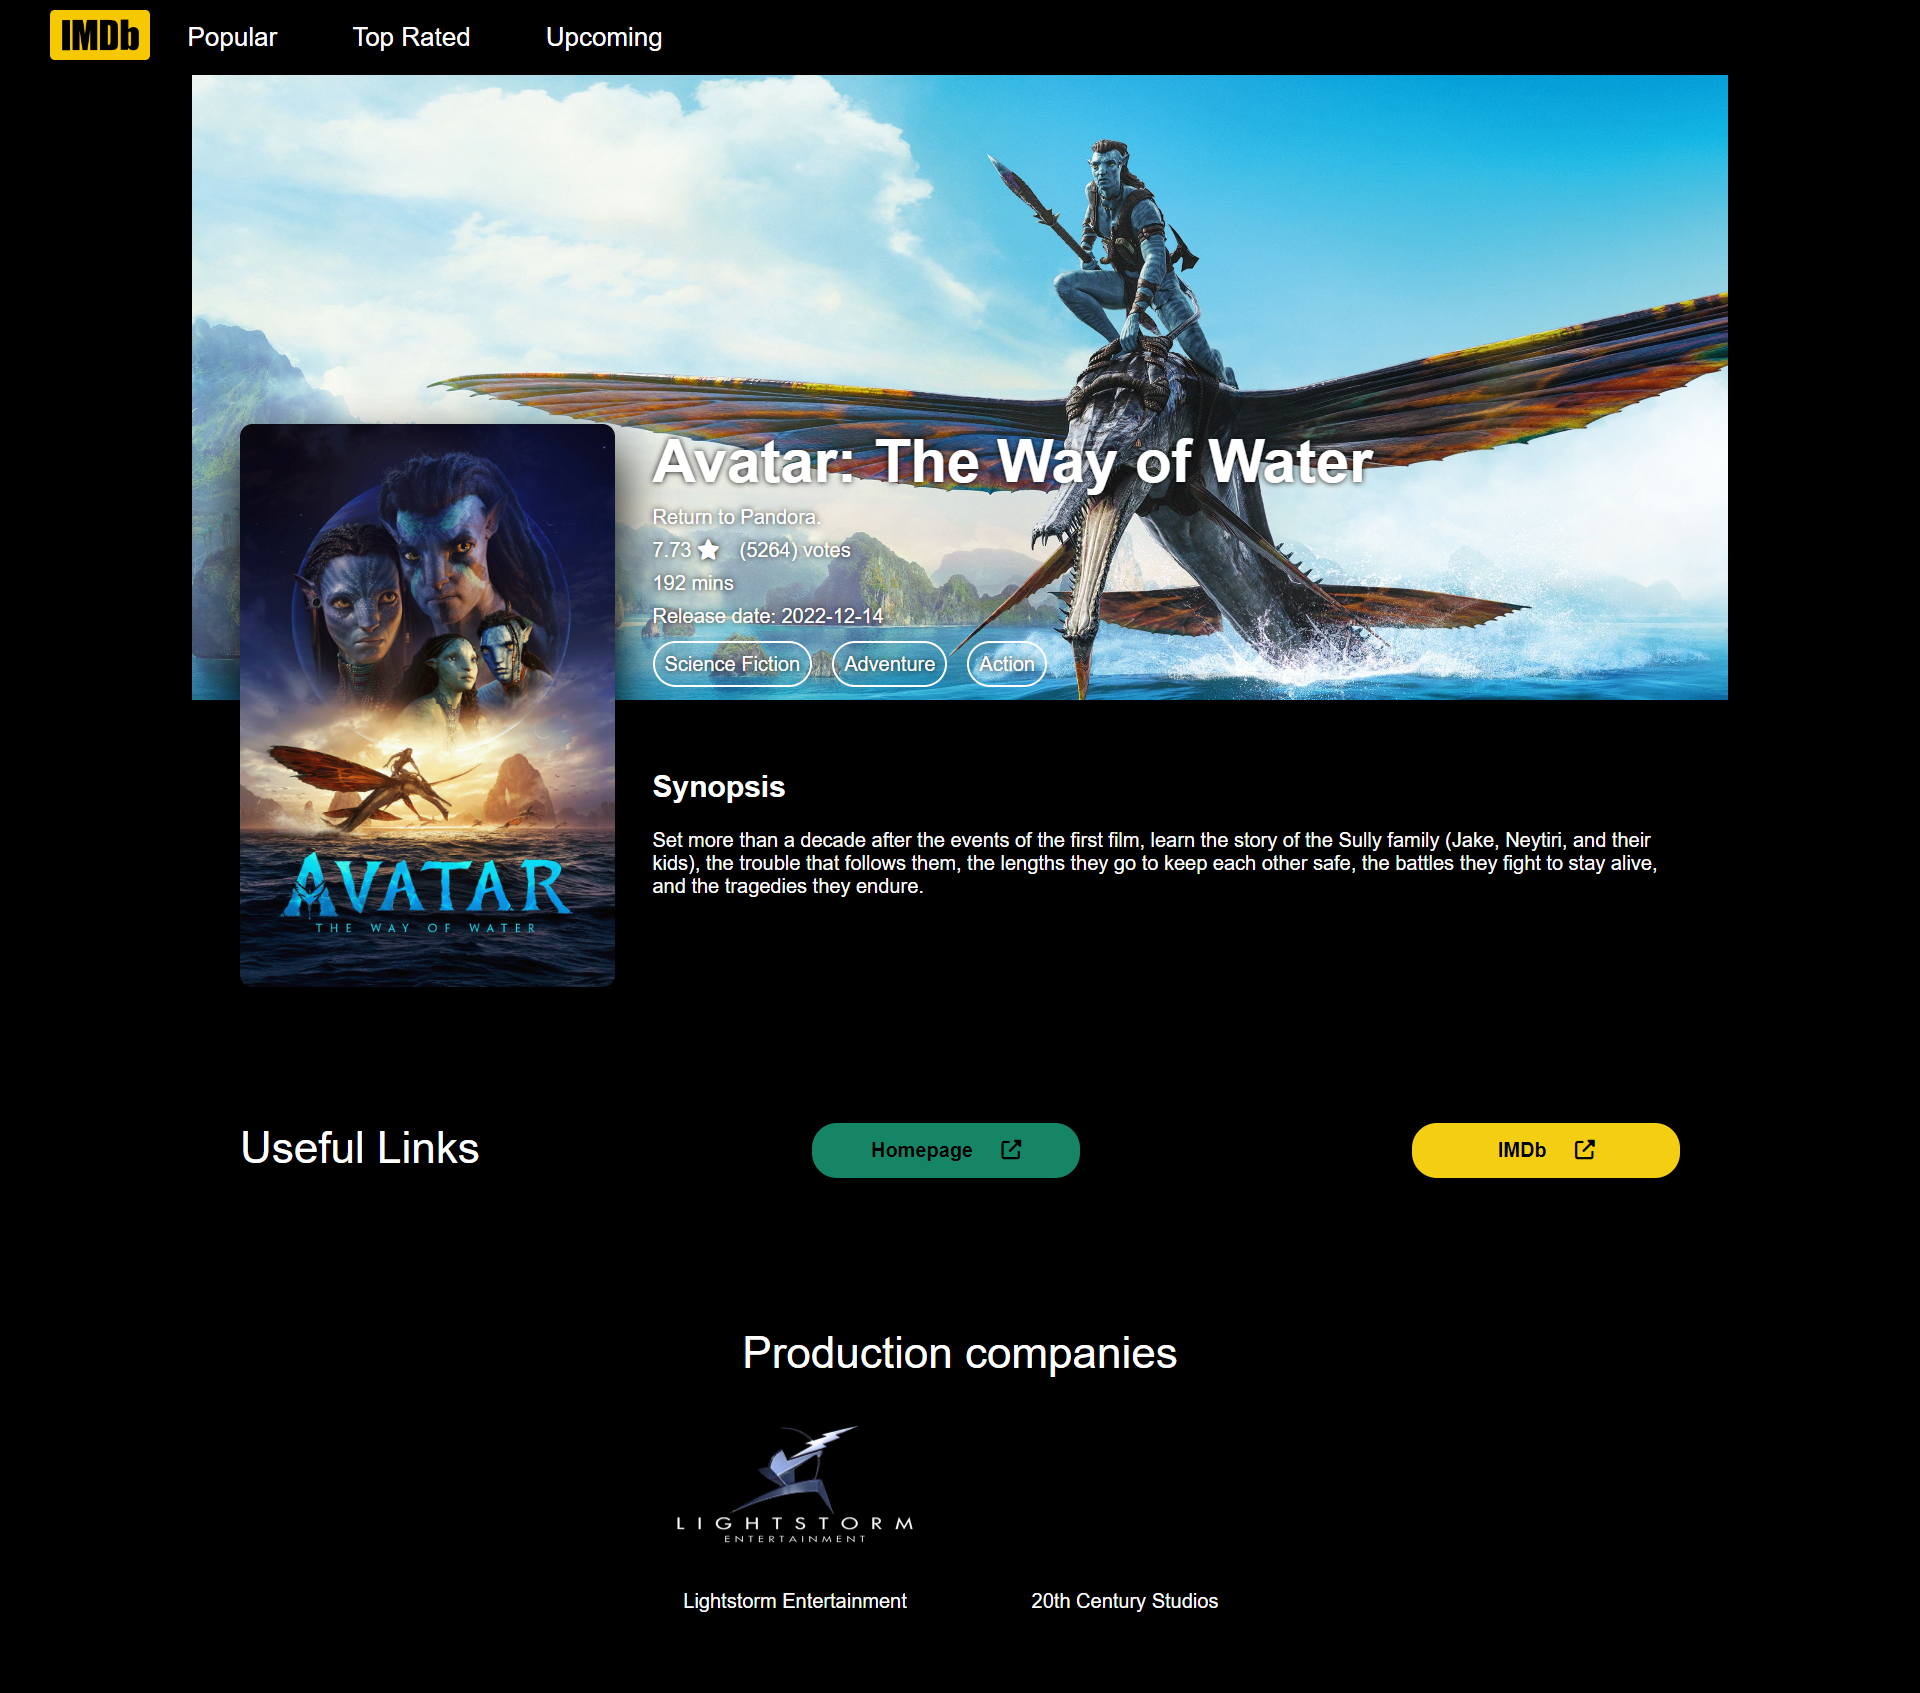 IMDb
Popular
Top Rated
Upcoming
Avatar: The Way of Water
Return to Pandora.
7.73 (5264) votes
192 mins
Release date: 2022-12-14
Science Fiction
Adventure
Action
AVATAR
THE WAY OF WATER
Synopsis
Set more than a decade after the events of the first film, learn the story of the Sully family (Jake, Neytiri, and their
kids), the trouble that follows them, the lengths they go to keep each other safe, the battles they fight to stay alive,
and the tragedies they endure.
Useful Links
Homepage
IMDb
Production companies
LIGHTSTORM
ENTERTAINMENT
Lightstorm Entertainment
20th Century Studios